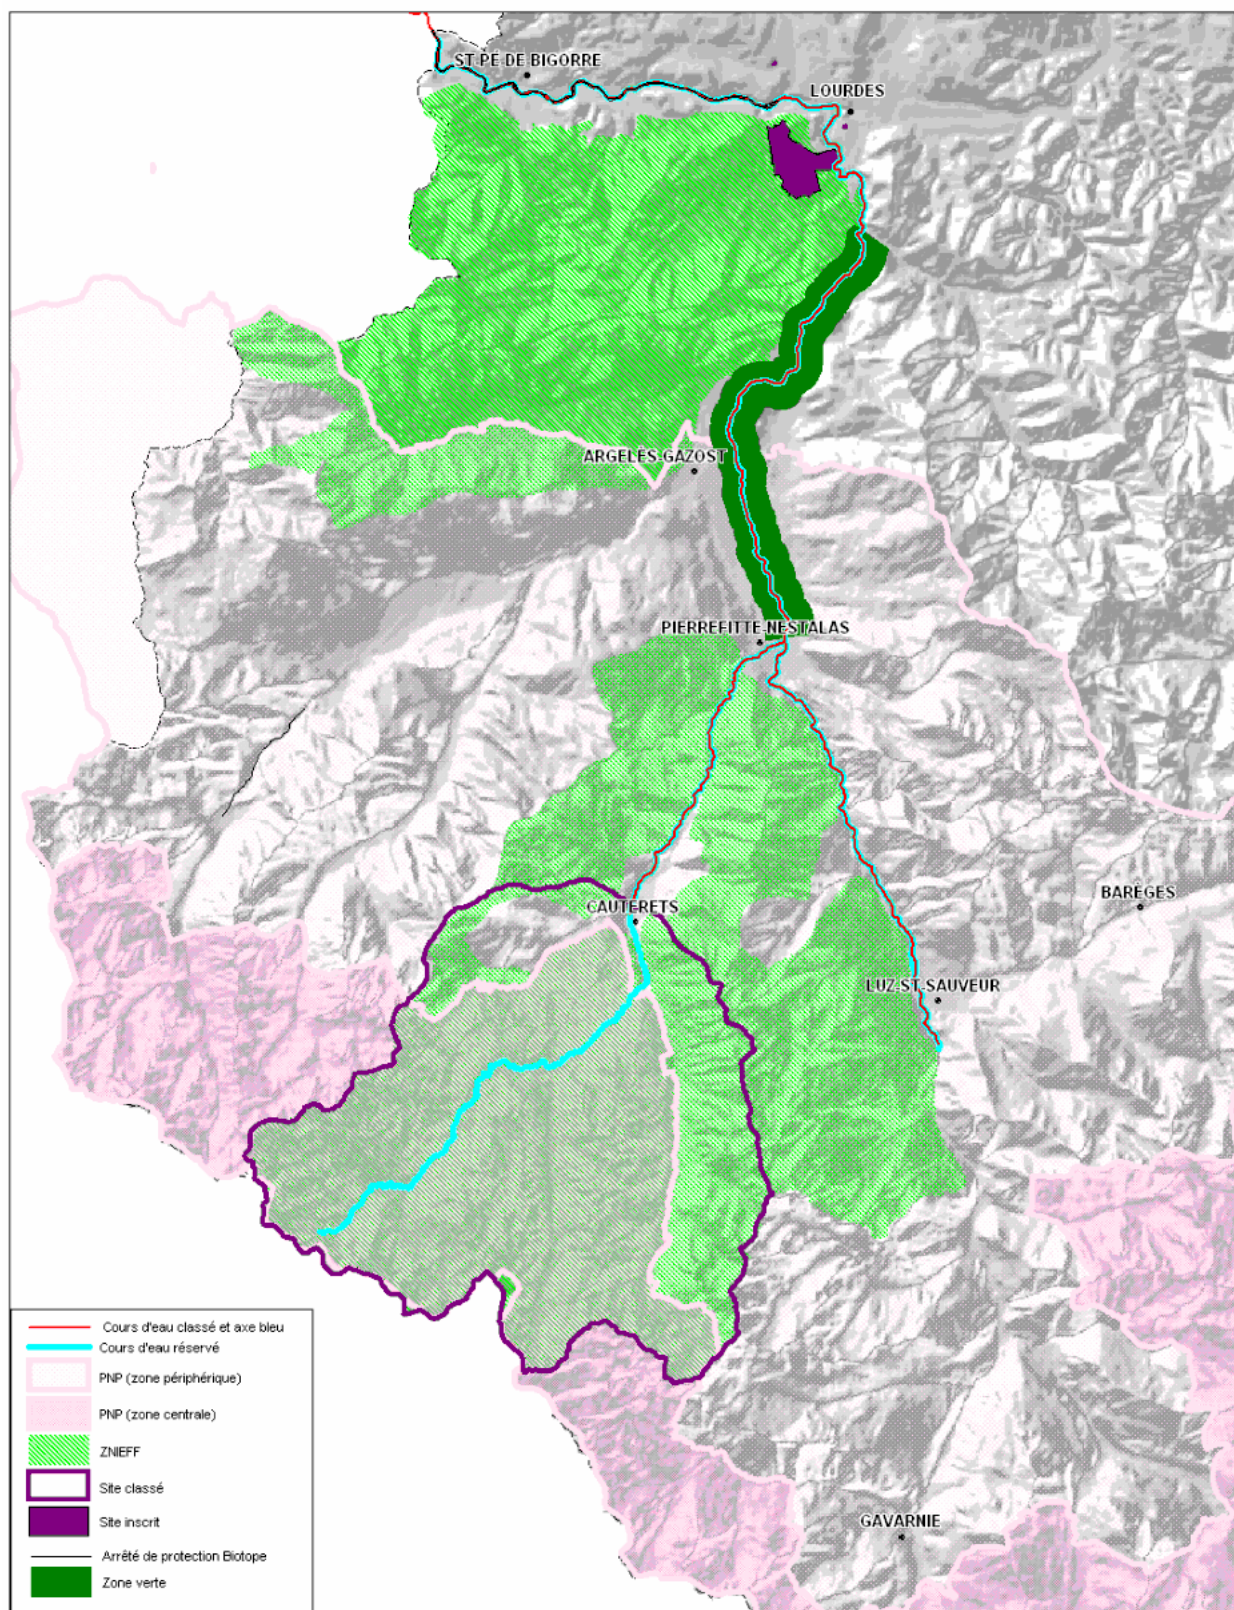 ST-PÉ DE BIGORRE
LOURDES
ARGELÈS-GAZOST
PIERREFITTE-NESTALAS
CAUTERETS
BARÈGES
LUZ-ST-SAUVEUR
GAVARNIE
Cours d'eau classé et axe bleu
Cours d'eau réservé
PNP (zone périphérique)
PNP (zone centrale)
ZNIEFF
Site classé
Site inscrit
Arrêté de protection Biotope
Zone verte